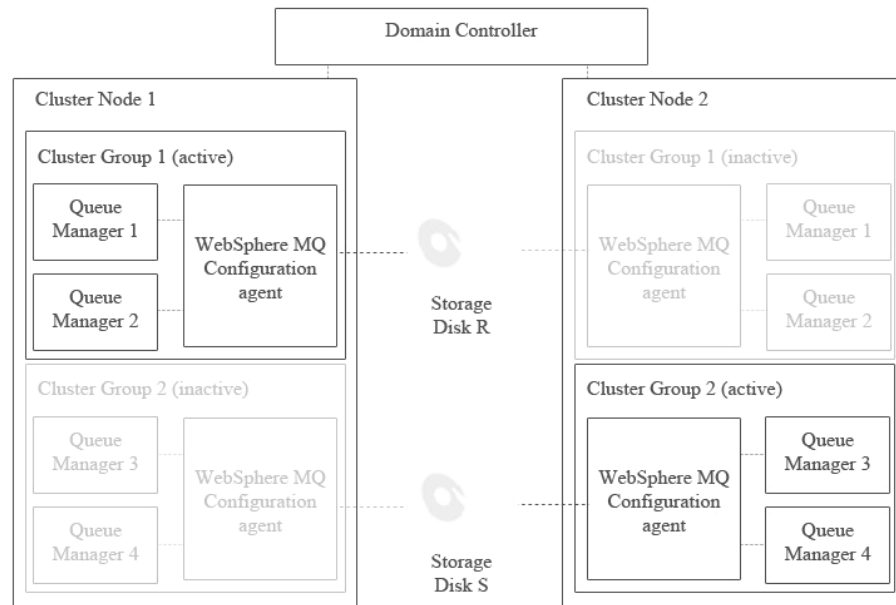 Domain Controller
Cluster Node 1
Cluster Group 1 (active)
Queue
Manager 1
Queue
Manager 2
WebSphere MQ
Configuration
agent
Cluster Group 2 (inactive)
Queue
Manager 3
Queue
Manager 4
WebSphere MQ
Configuration
agent
Storage
Disk R
Storage
Disk S
Cluster Node 2
Cluster Group 1 (inactive)
WebSphere MQ
Configuration
agent
Queue
Manager 1
Queue
Manager 2
Cluster Group 2 (active)
WebSphere MQ
Configuration
agent
Queue
Manager 3
Queue
Manager 4